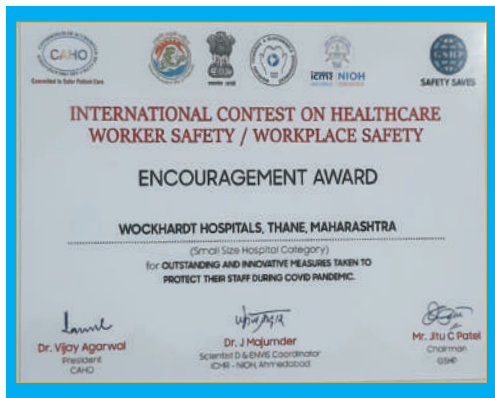 CAHO
Committed to Safer Patient Care
icmr NIOH
SAFETY SAVES
INTERNATIONAL CONTEST ON HEALTHCARE
WORKER SAFETY / WORKPLACE SAFETY
ENCOURAGEMENT AWARD
WOCKHARDT HOSPITALS, THANE, MAHARASHTRA
(Small Size Hospital Category)
for OUTSTANDING AND INNOVATIVE MEASURES TAKEN TO
PROTECT THEIR STAFF DURING COVID PANDEMIC.
Dr. Vijay Agarwal
President
CAHO
Dr. J Majumder
Scientist D & ENVIS Coordinator
ICMR - NIOH, Ahmedabad
Mr. Jitu C Patel
Chairman
GSHP